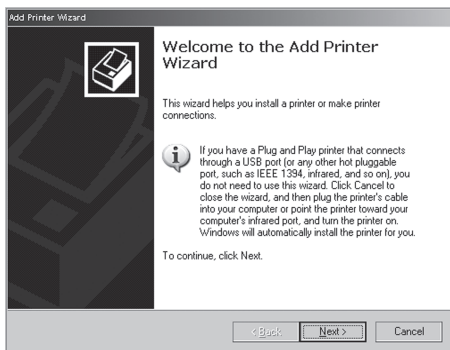 Add Printer Wizard
Welcome to the Add Printer
Wizard
This wizard helps you install a printer or make printer
connections.
If you have a Plug and Play printer that connects
through a USB port (or any other hot pluggable
port, such as IEEE 1394, infrared, and so on), you
do not need to use this wizard. Click Cancel to
close the wizard, and then plug the printer's cable
into your computer or point the printer toward your
computer's infrared port, and turn the printer on.
Windows will automatically install the printer for you.
To continue, click Next.
< Back
Next >
Cancel